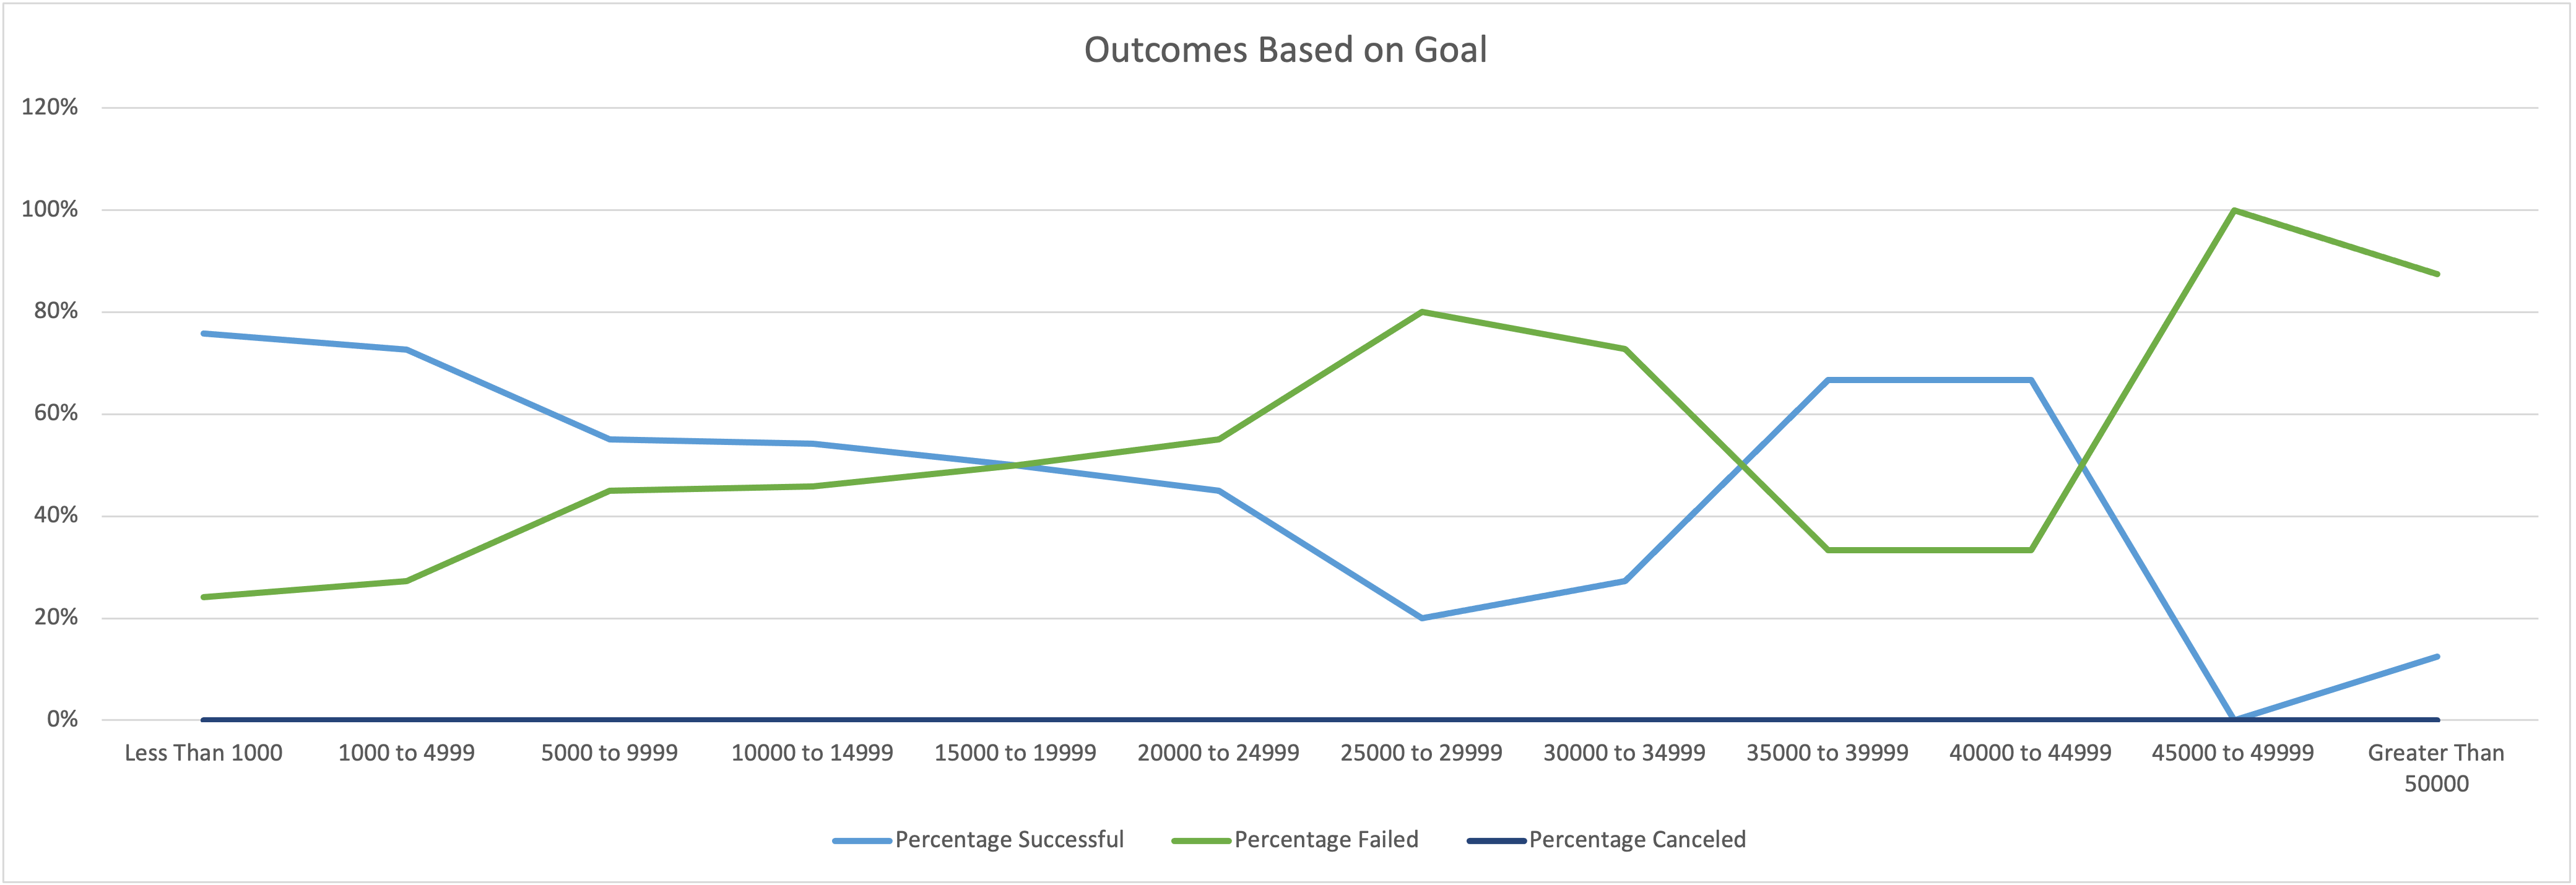 Outcomes Based on Goal
120%
100%
80%
60%
40%
20%
0%
Less Than 1000
1000 to 4999
5000 to 9999
10000 to 14999
15000 to 19999
20000 to 24999
25000 to 29999
30000 to 34999
35000 to 39999
40000 to 44999
45000 to 49999
Greater Than
50000
Percentage Successful
Percentage Failed
Percentage Canceled